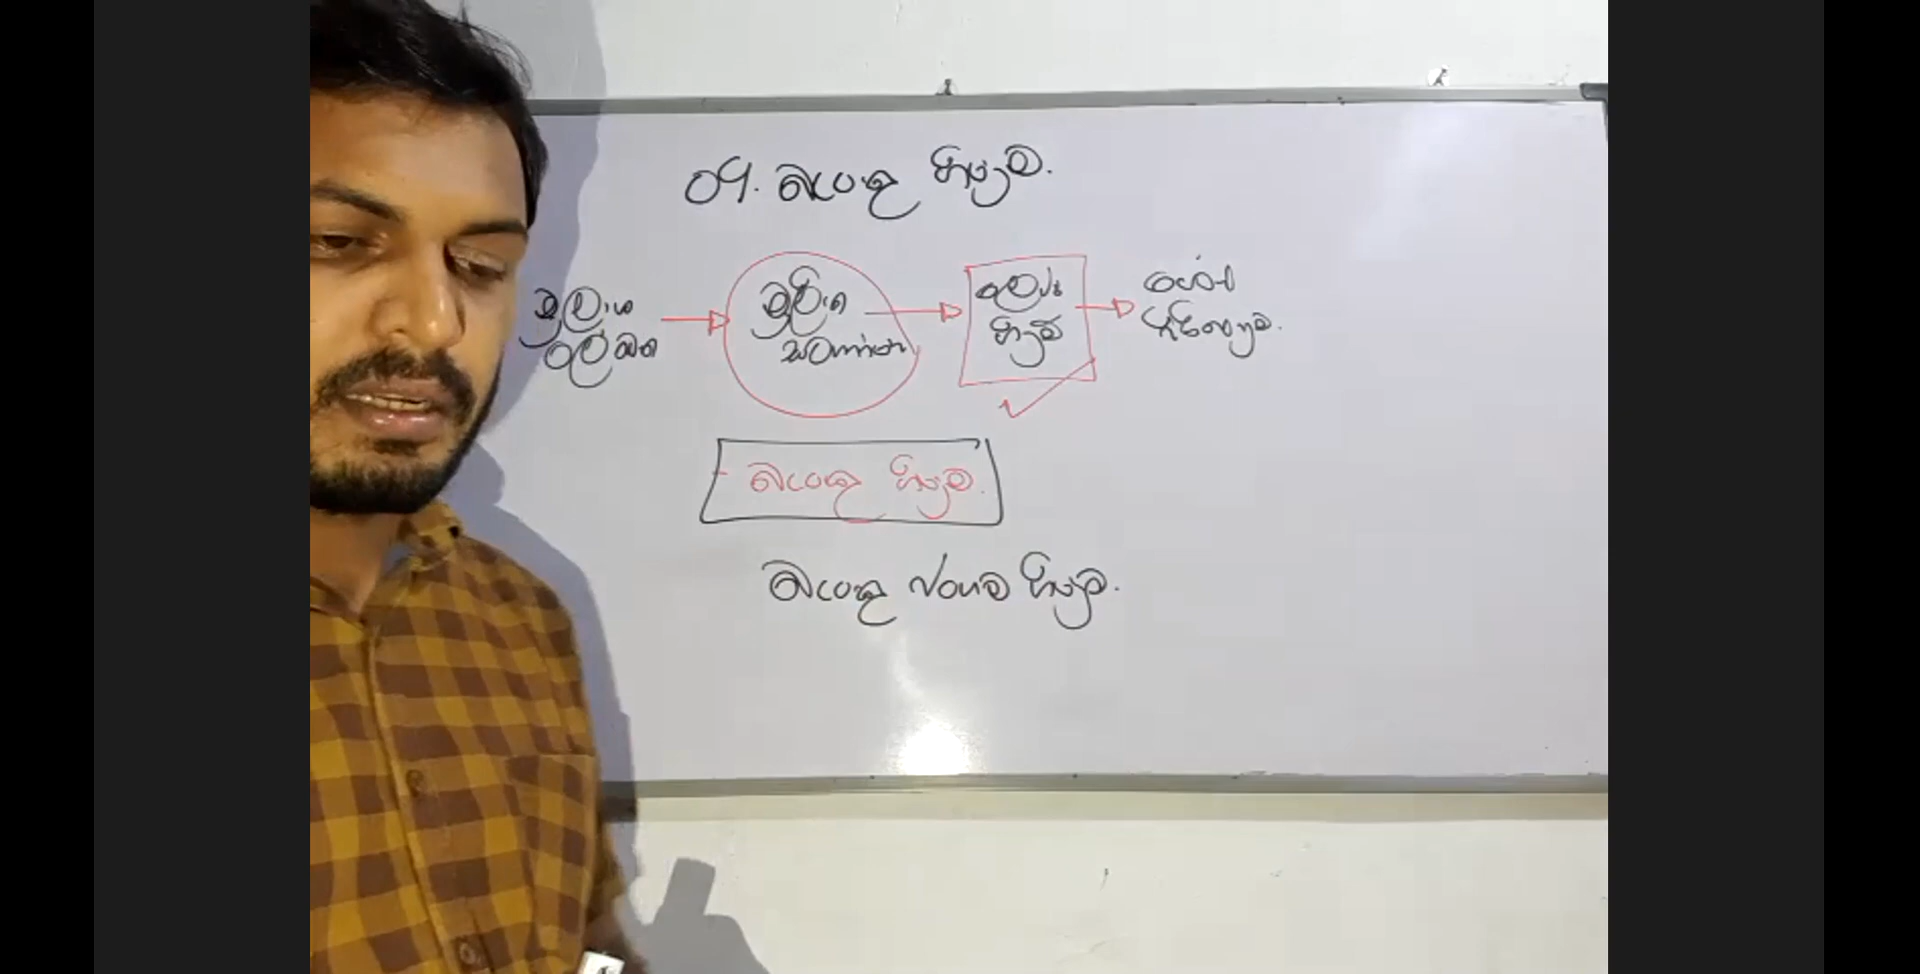 04. බැංකු ගිණුම.
මූලාශ්‍ර
ලේඛන
මූලික
සටහන්
ලෙජර
ගිණුම්
ශේෂ
පිරික්සුම.
- බැංකු ගිණුම.
බැංකු ජංගම ගිණුම.